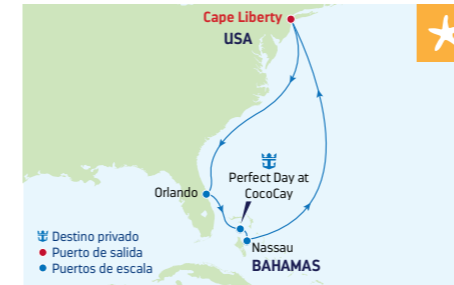 Cape Liberty
USA
Perfect Day at
CocoCay
Orlando
Nassau
BAHAMAS
Destino privado
Puerto de salida
Puertos de escala